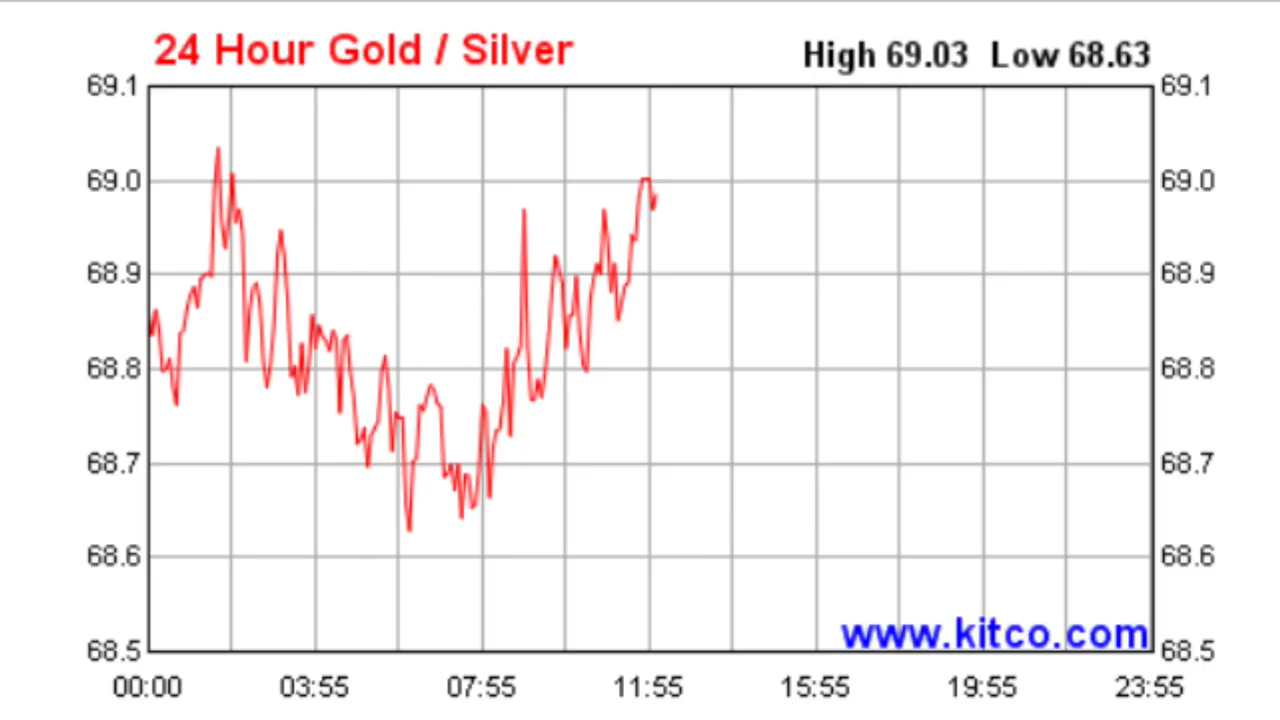 24 Hour Gold / Silver High 69.03 Low 68.63
69.1 69.1
69.0 69.0
68.9 68.9
68.8 68.8
68.7 68.7
68.6 68.6
www.kitco.com
68.5 68.5
00:00 03:55 07:55 11:55 15:55 19:55 23:55